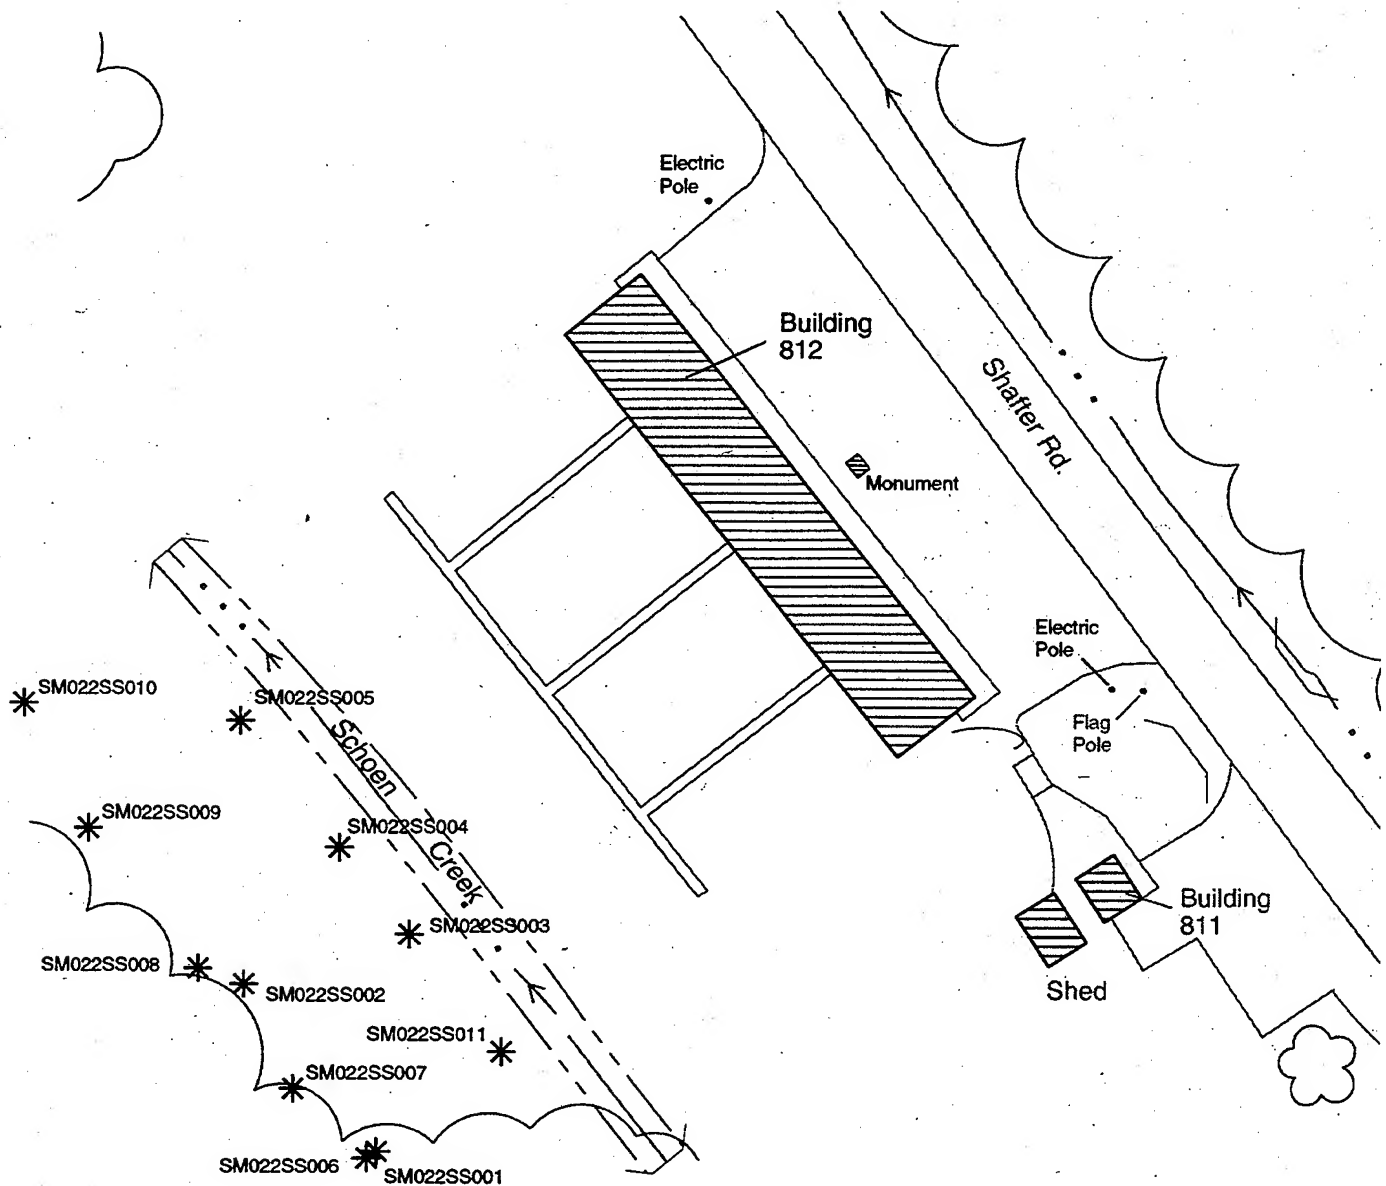 Electric
Pole
Building
812
Shafter Rd.
Monument
Electric
Pole
Flag
Pole
SM022SS010
SM022SS005
Schoen
Creek
SM022SS009
SM022SS004
SM022SS003
Building
811
SM022SS008
SM022SS002
Shed
SM022SS011
SM022SS007
SM022SS006
SM022SS001